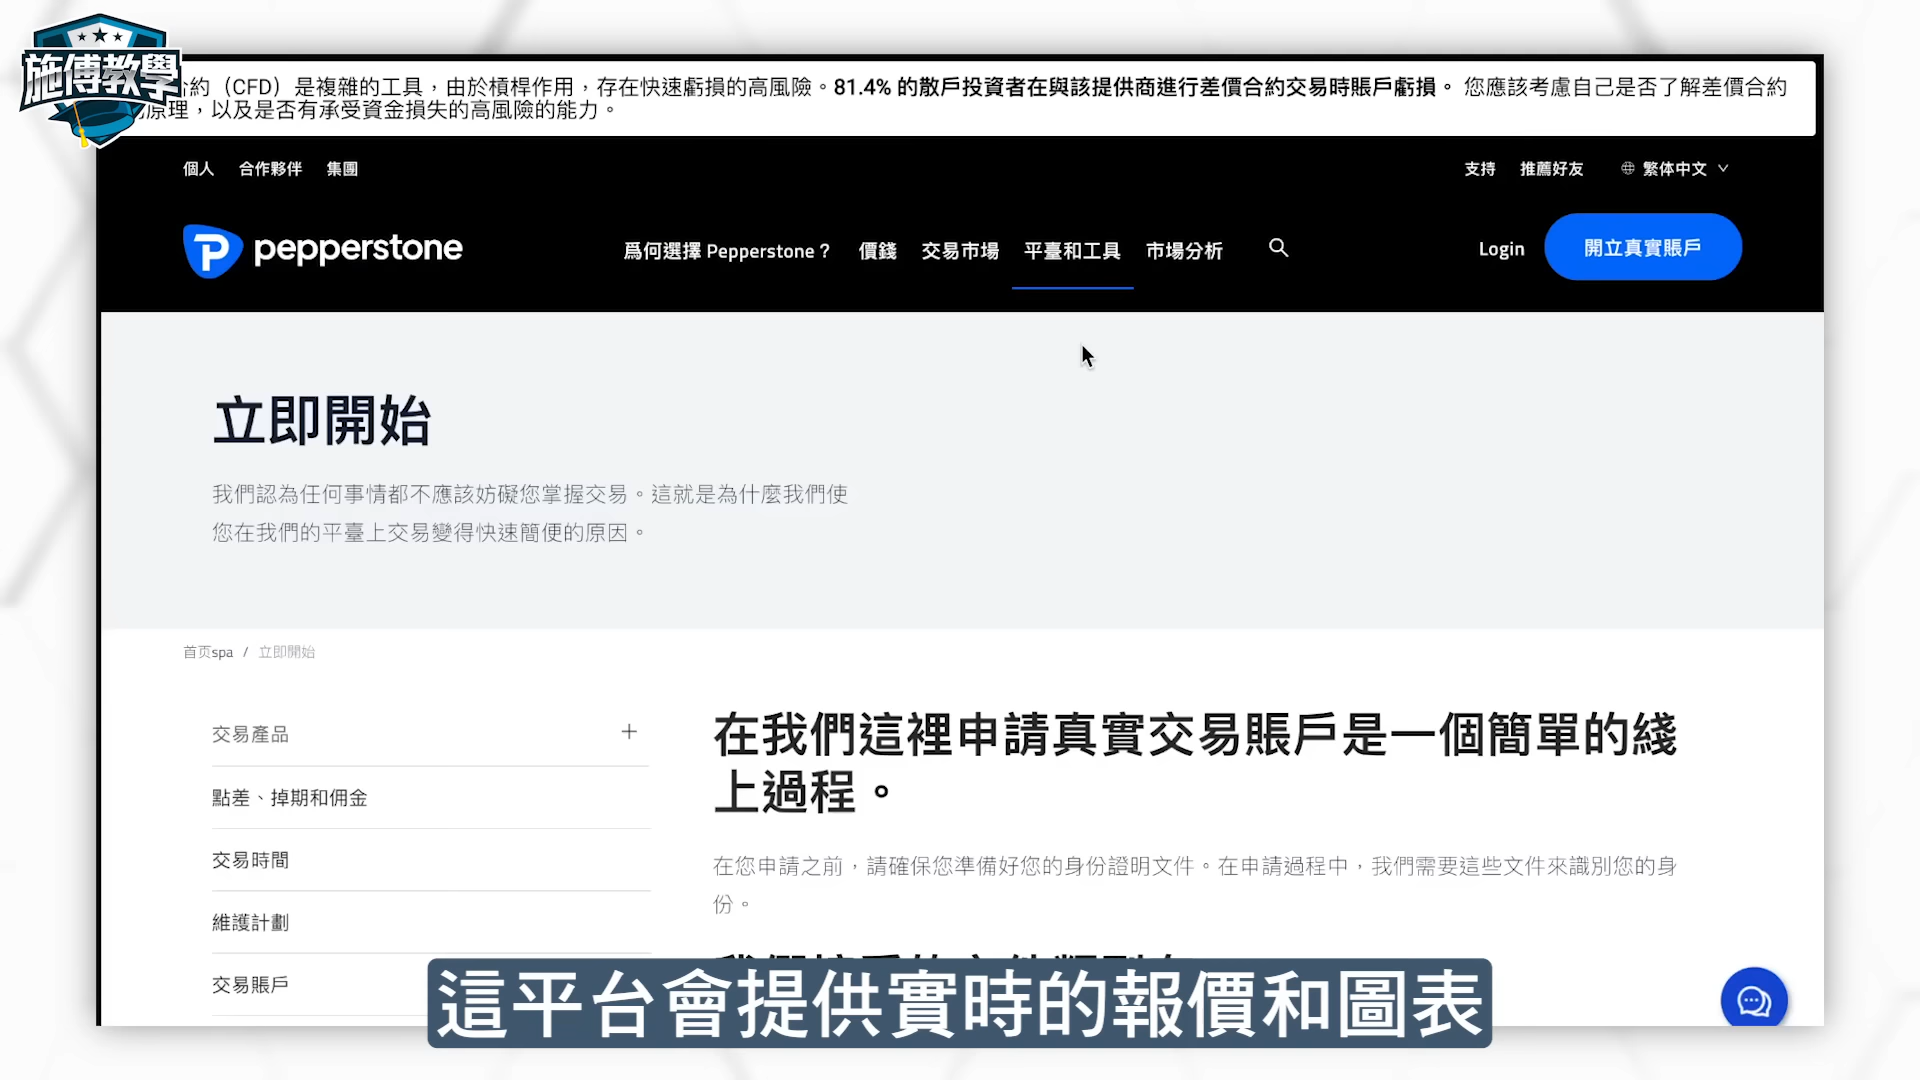 施傅教學
合約（CFD）是複雜的工具，由於槓桿作用，存在快速虧損的高風險。81.4% 的散戶投資者在與該提供商進行差價合約交易時賬戶虧損。 您應該考慮自己是否了解差價合約
原理，以及是否有承受資金損失的高風險的能力。
個人 合作夥伴 集團 支持 推薦好友 繁体中文
pepperstone 爲何選擇 Pepperstone？ 價錢 交易市場 平臺和工具 市場分析 Login 開立真實賬戶
立即開始
我們認為任何事情都不應該妨礙您掌握交易。這就是為什麼我們使
您在我們的平臺上交易變得快速簡便的原因。
首页spa / 立即開始
交易產品 +
點差、掉期和佣金
交易時間
維護計劃
交易賬戶
在我們這裡申請真實交易賬戶是一個簡單的綫
上過程。
在您申請之前，請確保您準備好您的身份證明文件。在申請過程中，我們需要這些文件來識別您的身
份。
這平台會提供實時的報價和圖表